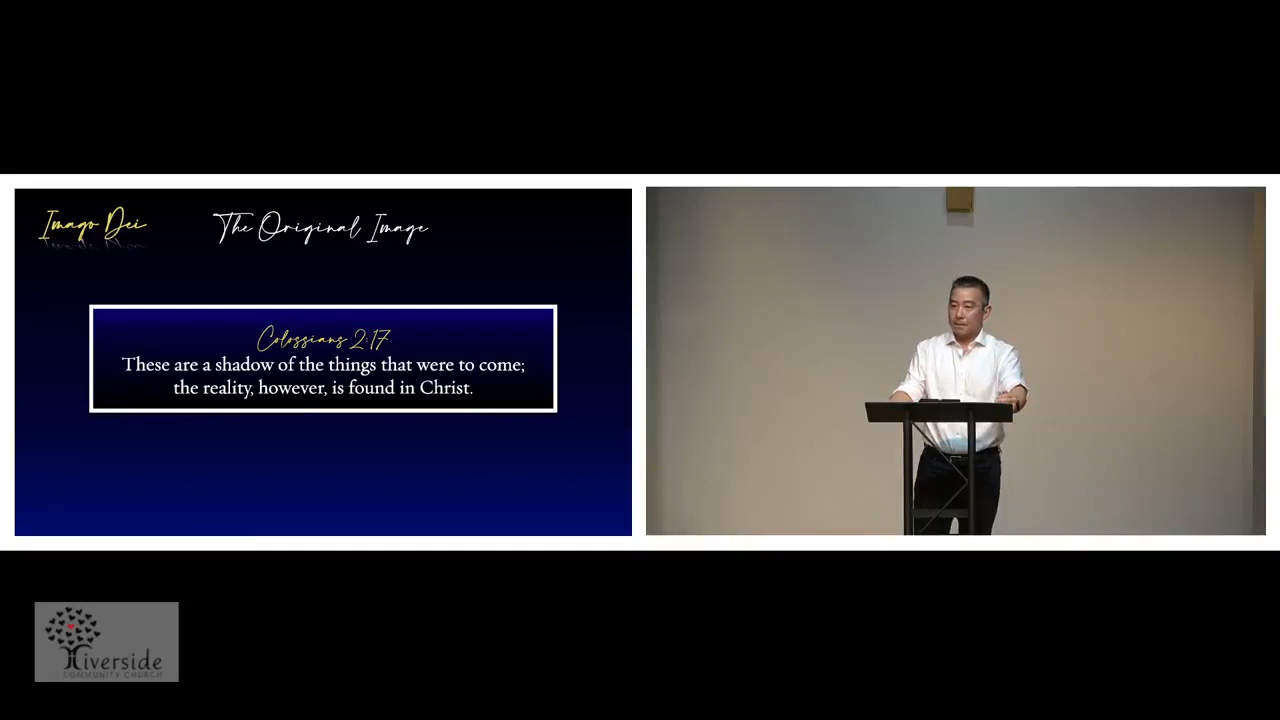 Imago Dei
The Original Image
Colossians 2:17
These are a shadow of the things that were to come;
the reality, however, is found in Christ.
Riverside
COMMUNITY CHURCH